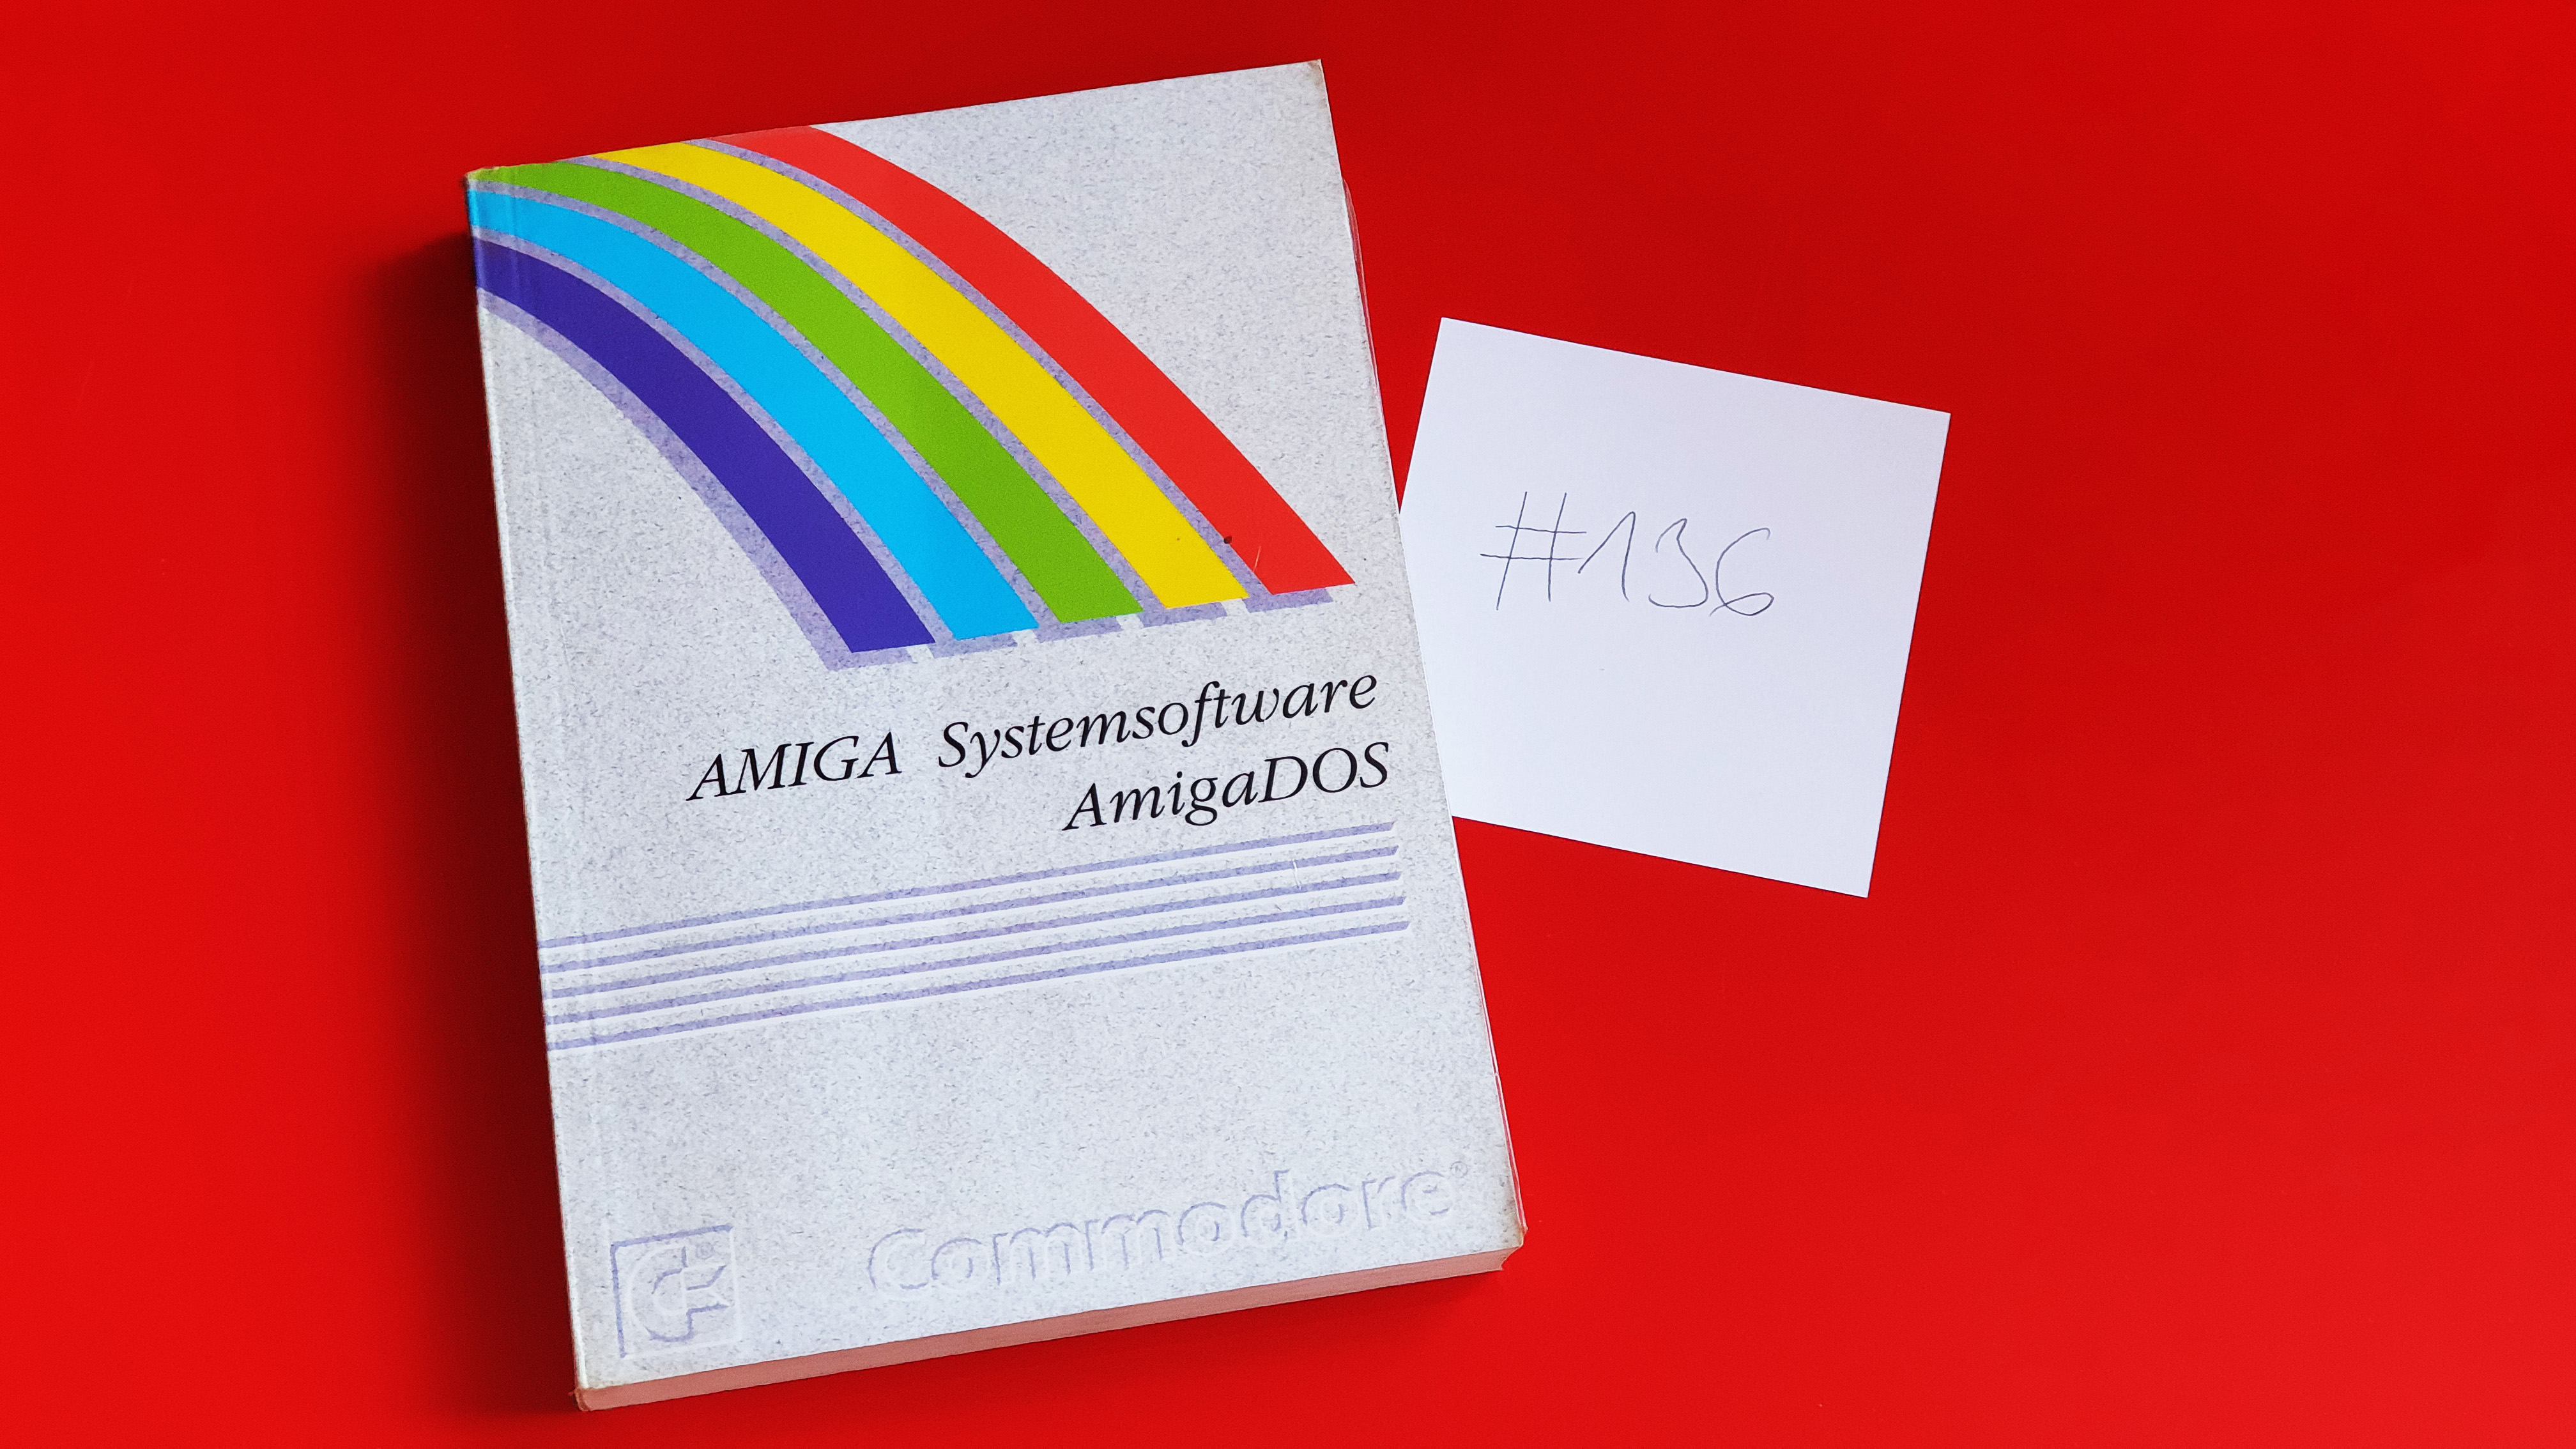 AMIGA Systemsoftware
AmigaDOS
#136
Commodore®